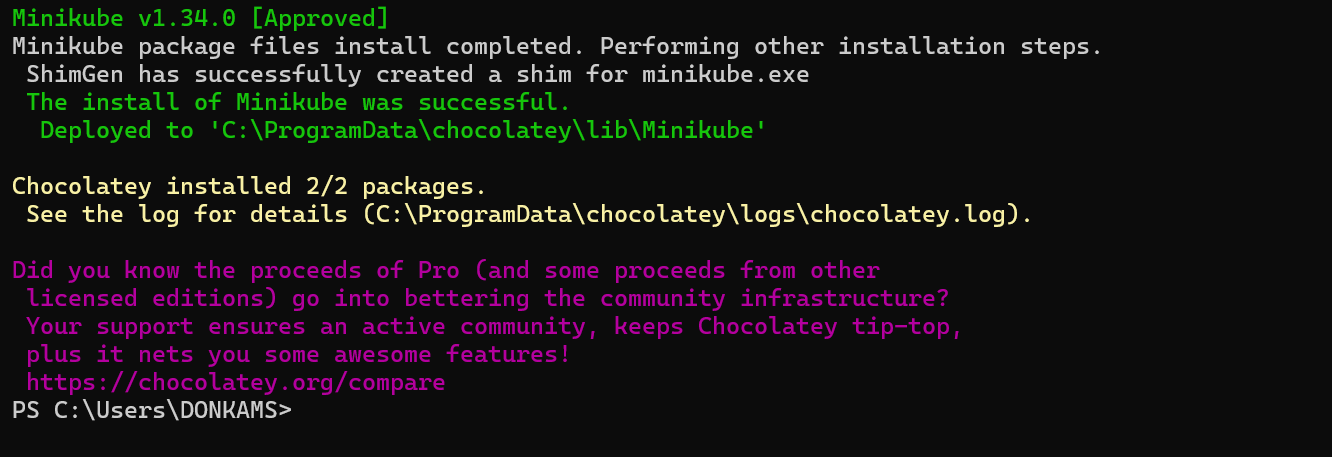 Minikube v1.34.0 [Approved]
Minikube package files install completed. Performing other installation steps.
ShimGen has successfully created a shim for minikube.exe
The install of Minikube was successful.
Deployed to 'C:\ProgramData\chocolatey\lib\Minikube'
Chocolatey installed 2/2 packages.
See the log for details (C:\ProgramData\chocolatey\logs\chocolatey.log).
Did you know the proceeds of Pro (and some proceeds from other
licensed editions) go into bettering the community infrastructure?
Your support ensures an active community, keeps Chocolatey tip-top,
plus it nets you some awesome features!
https://chocolatey.org/compare
PS C:\Users\DONKAMS>